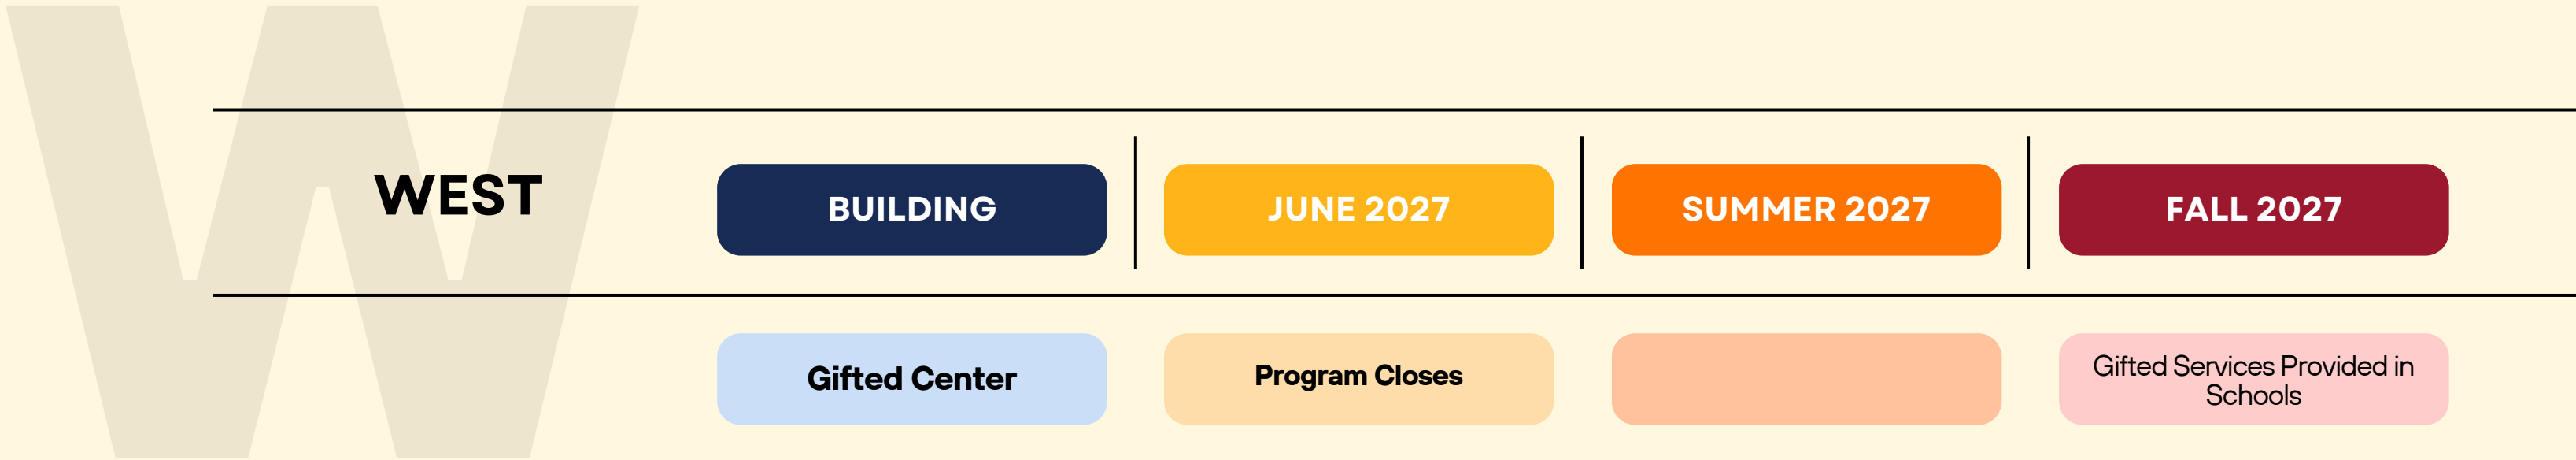 W
WEST
BUILDING
JUNE 2027
SUMMER 2027
FALL 2027
Gifted Center
Program Closes
Gifted Services Provided in
Schools